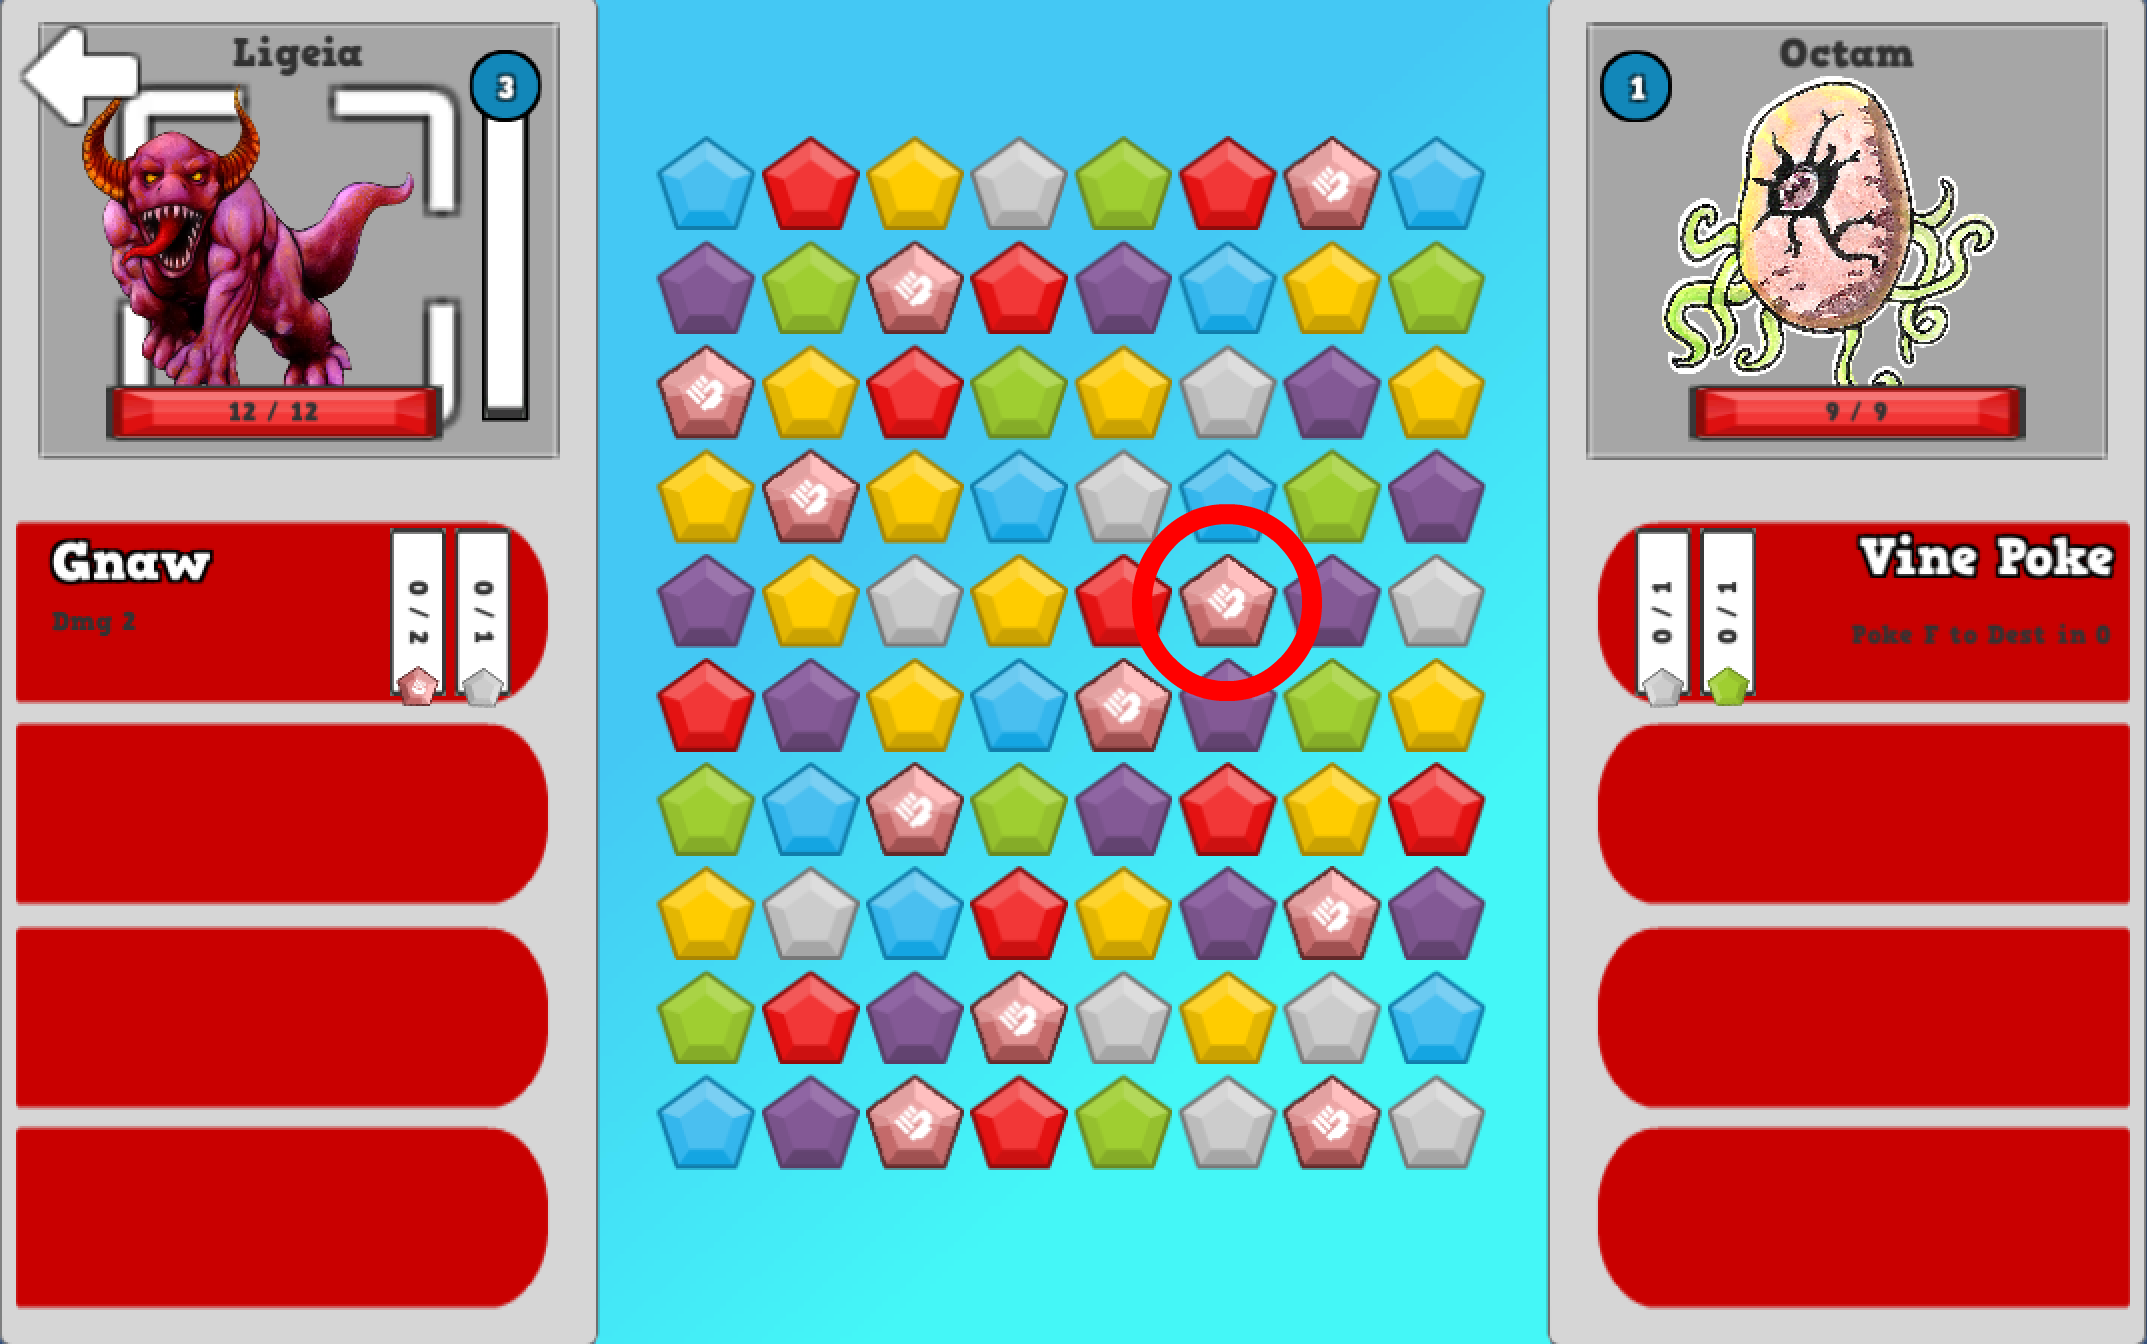 Ligeia
3
12 / 12
Gnaw
Dmg 2
0 / 2
0 / 1
Octam
1
9 / 9
Vine Poke
Poke F to Dest in 0
0 / 1
0 / 1